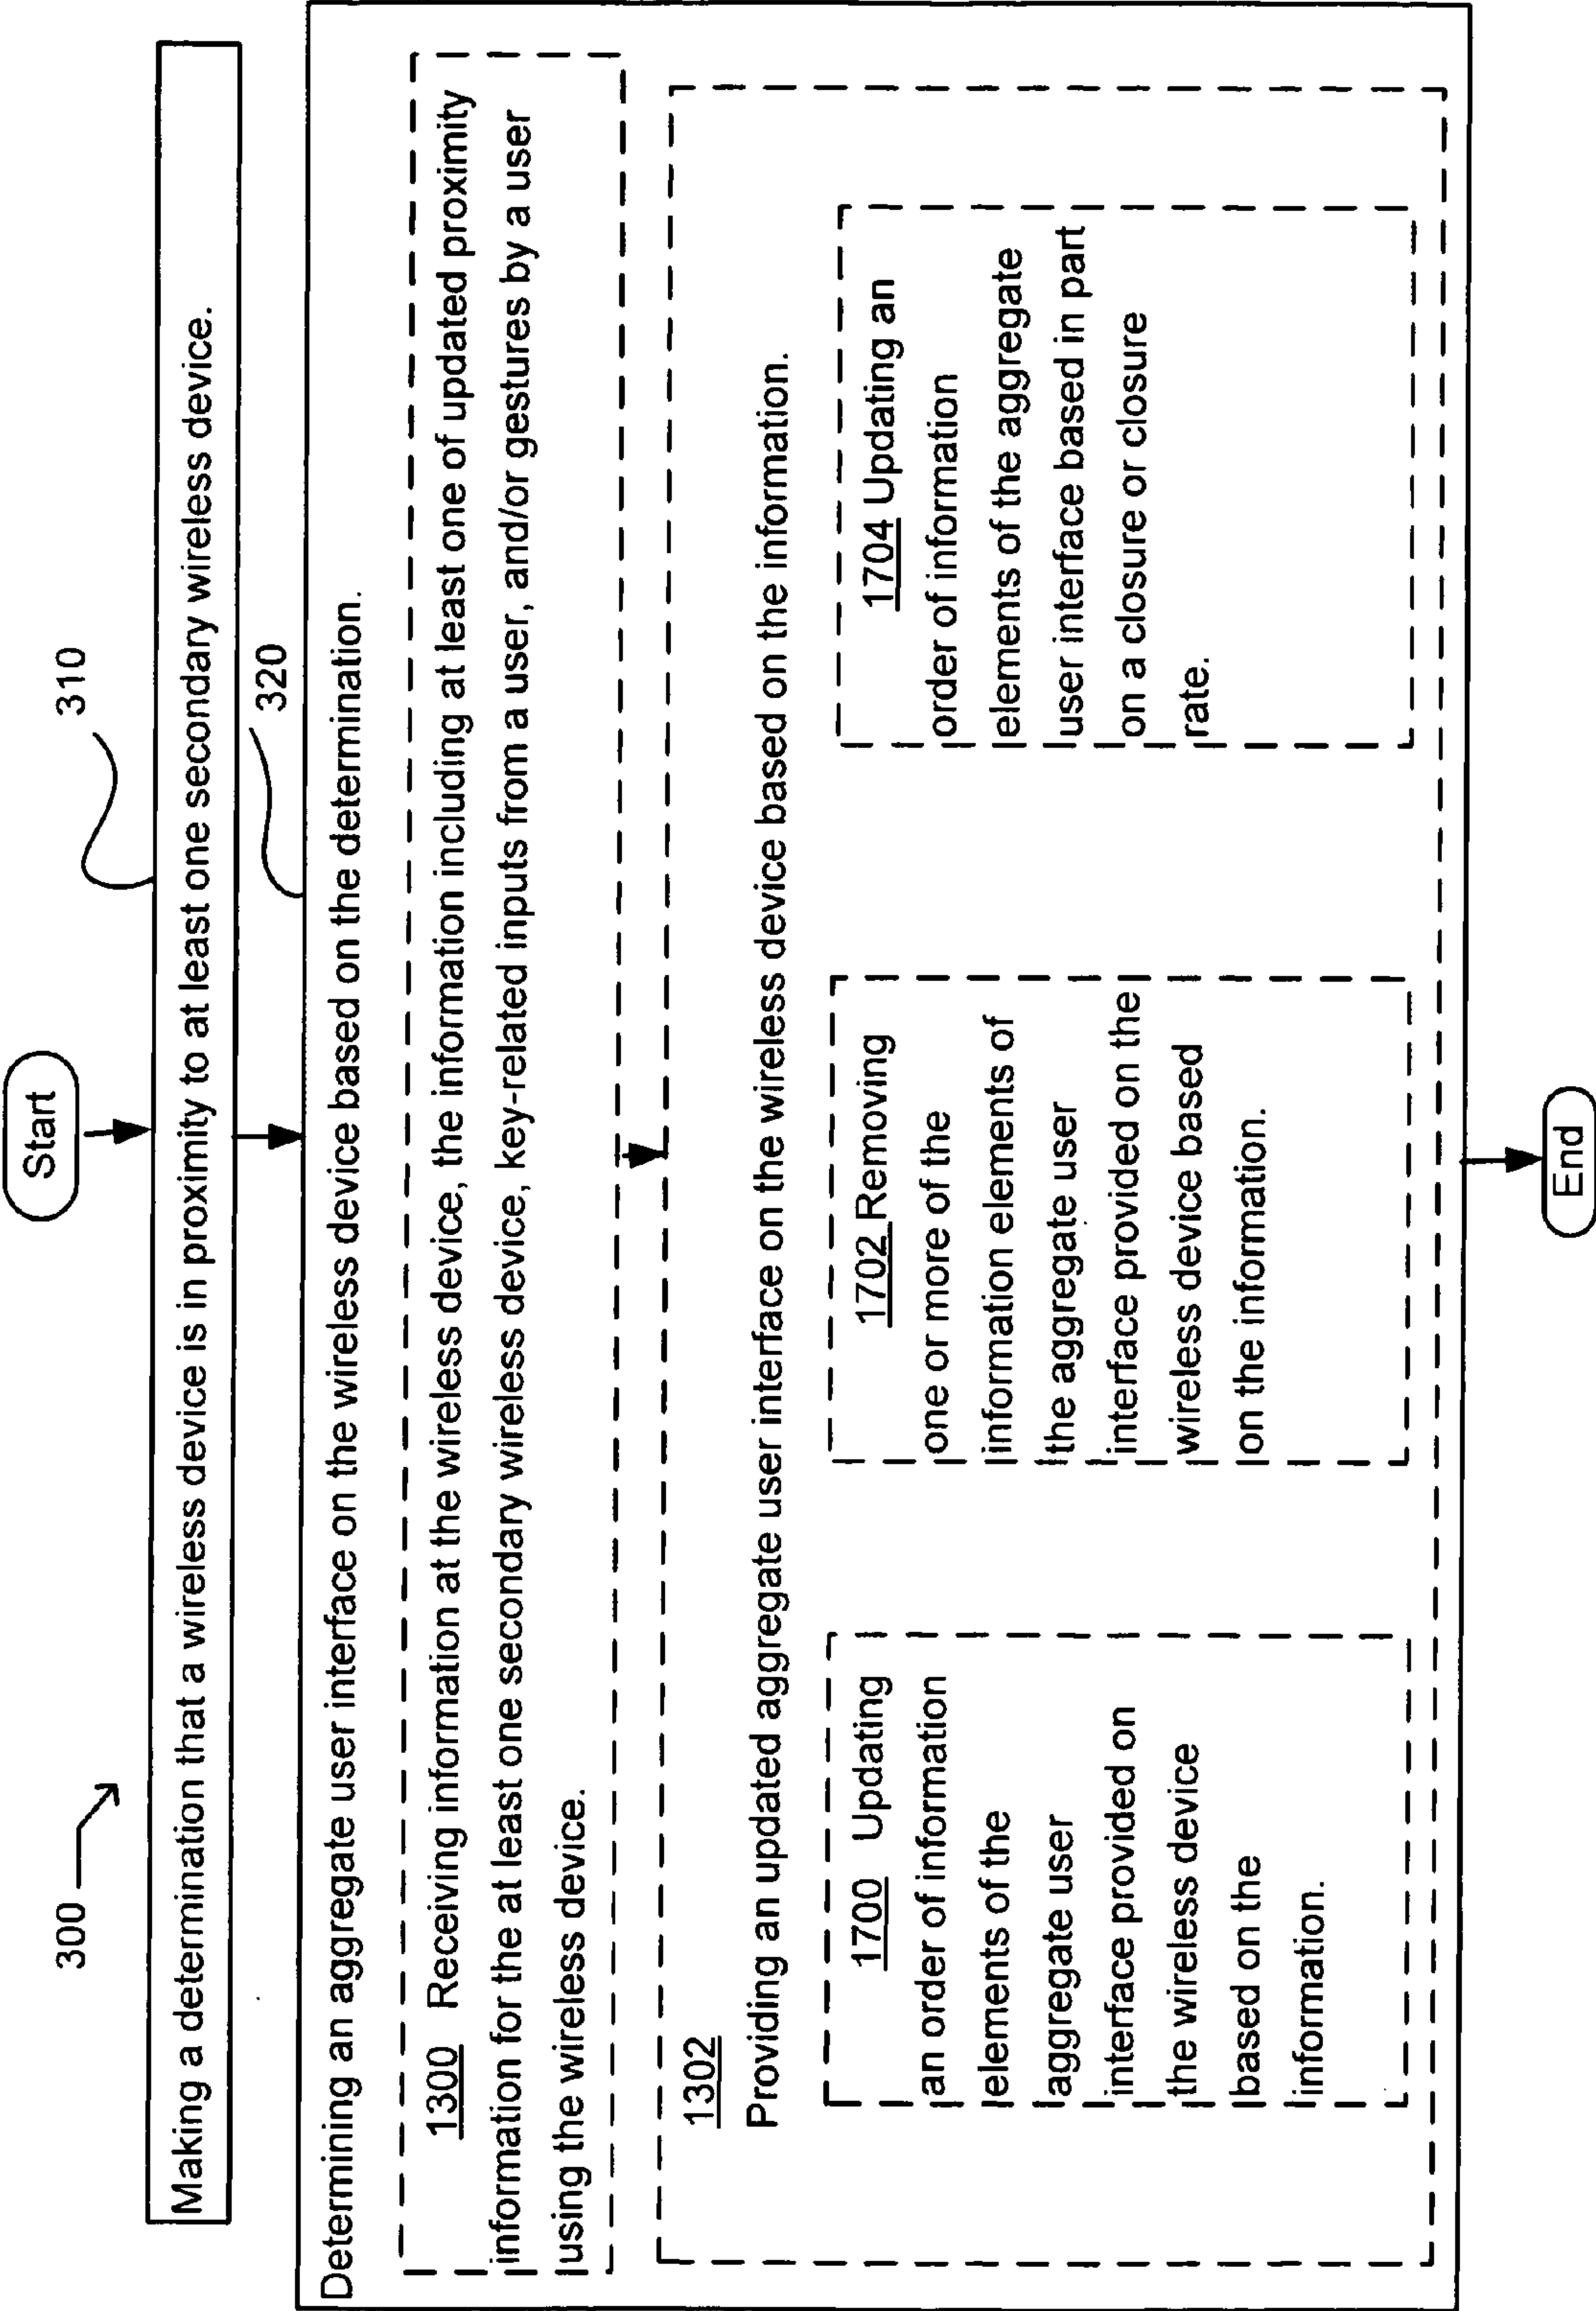 300
Start
310
Making a determination that a wireless device is in proximity to at least one secondary wireless device.
320
Determining an aggregate user interface on the wireless device based on the determination.
1300 Receiving information at the wireless device, the information including at least one of updated proximity
information for the at least one secondary wireless device, key-related inputs from a user, and/or gestures by a user
using the wireless device.
1302
Providing an updated aggregate user interface on the wireless device based on the information.
1700 Updating
an order of information
elements of the
aggregate user
interface provided on
the wireless device
based on the
information.
1702 Removing
one or more of the
information elements of
the aggregate user
interface provided on the
wireless device based
on the information.
1704 Updating an
order of information
elements of the aggregate
user interface based in part
on a closure or closure
rate.
End